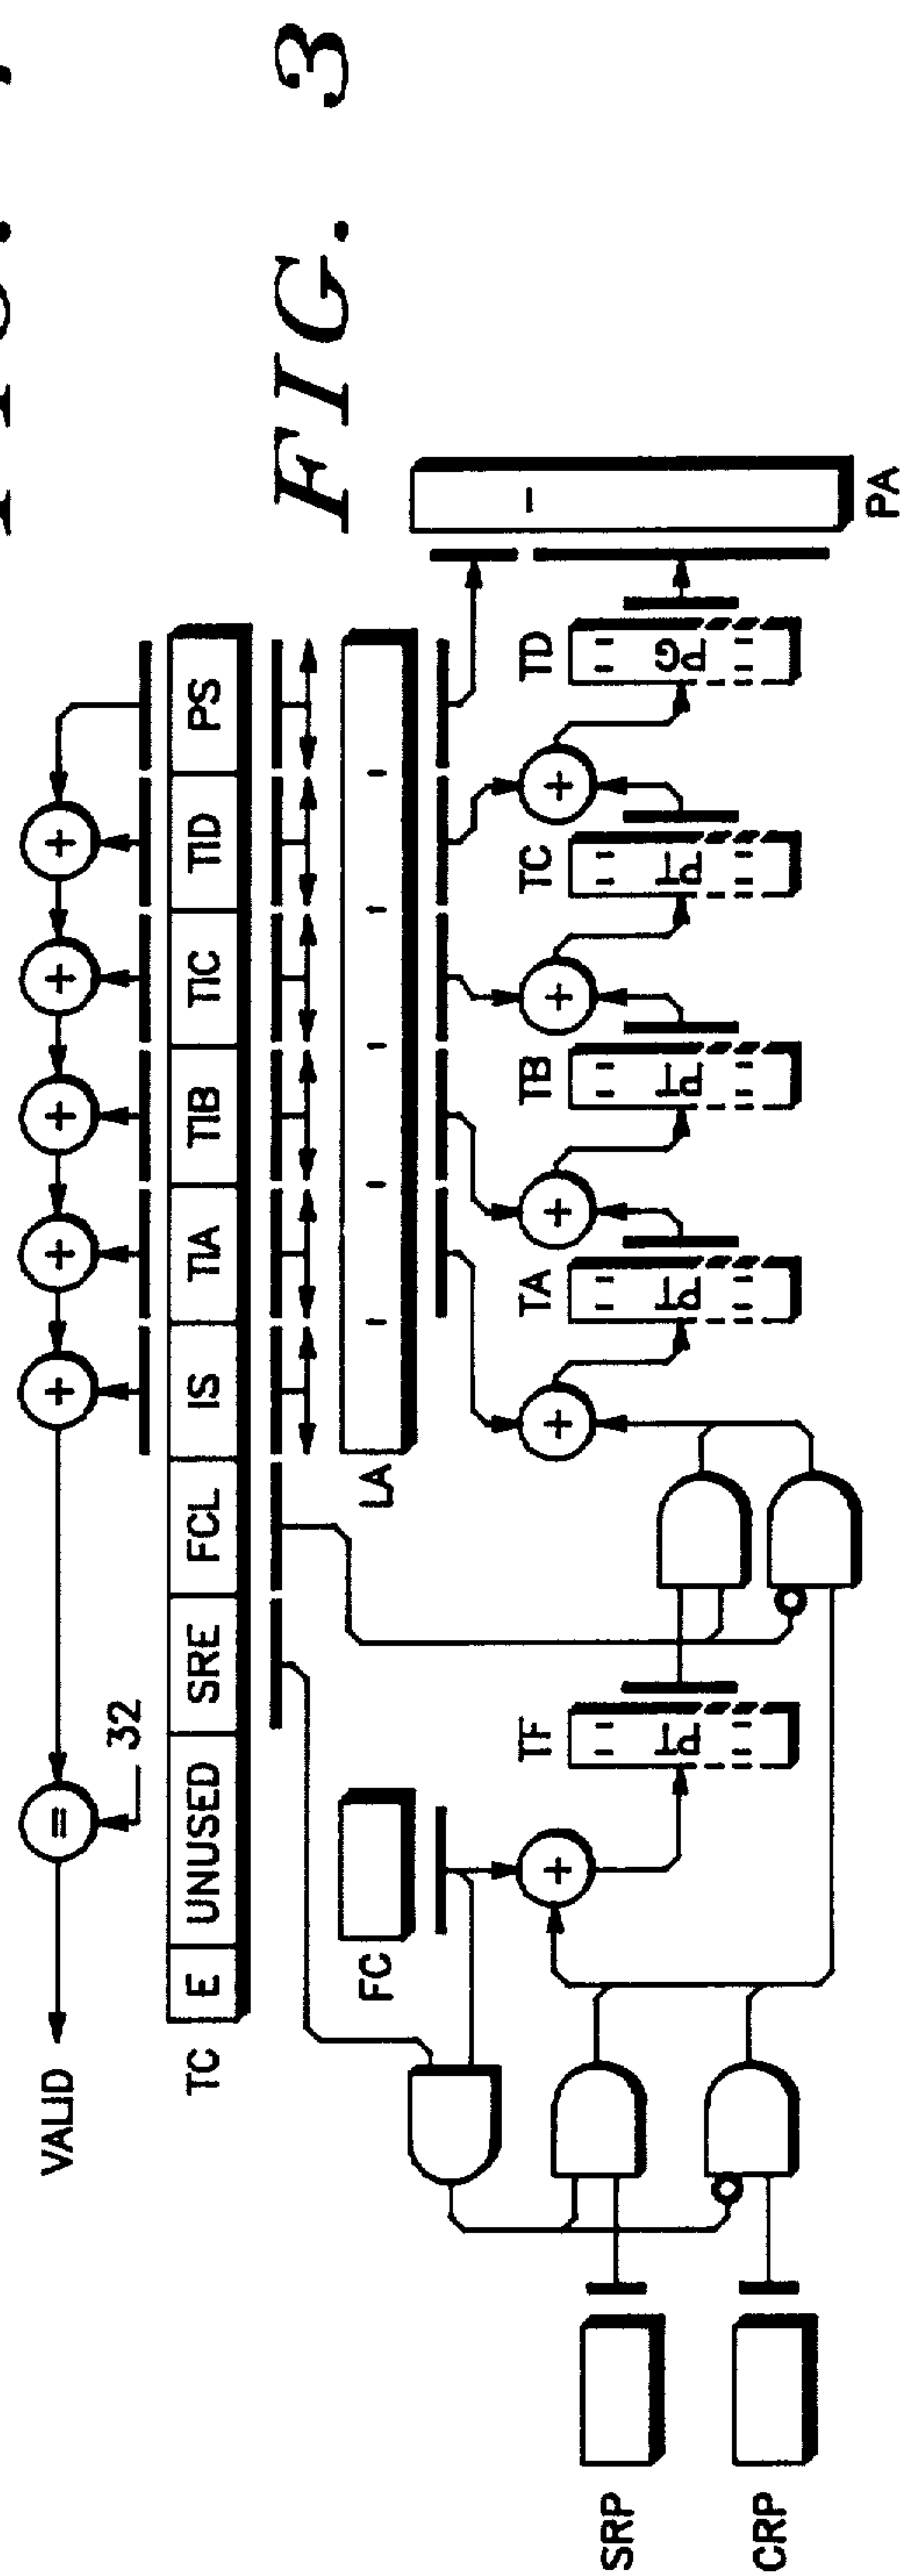 VALID
32
+ + + + +
=
TC E UNUSED SRE FCL IS TIA TIB TIC TID PS
FIG. 3
FC
LA
TF
TA
TB
TC
TD
PT
PT
PT
PT
PG
+ + + + +
SRP
CRP
PA